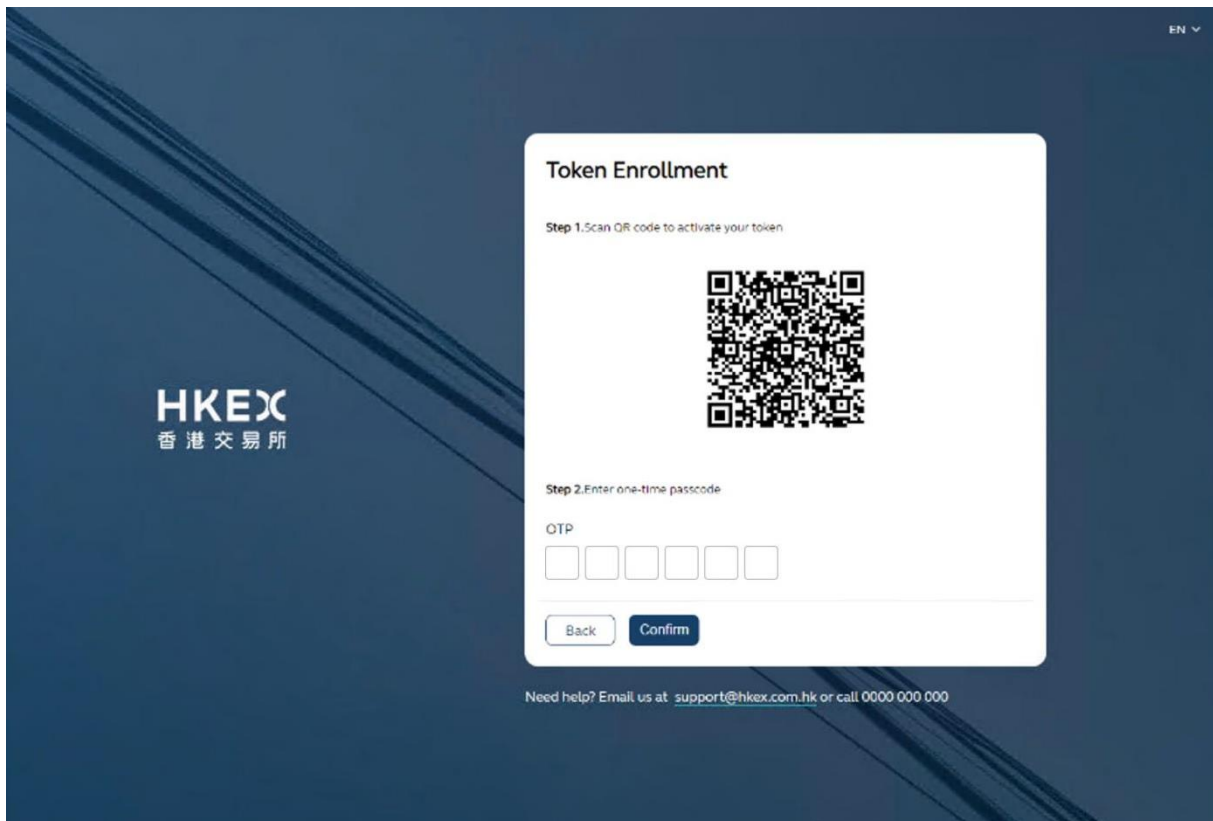 EN
Token Enrollment
Step 1.Scan QR code to activate your token
HKEX
香港交易所
Step 2.Enter one-time passcode
OTP
Back Confirm
Need help? Email us at support@hkex.com.hk or call 0000 000 000